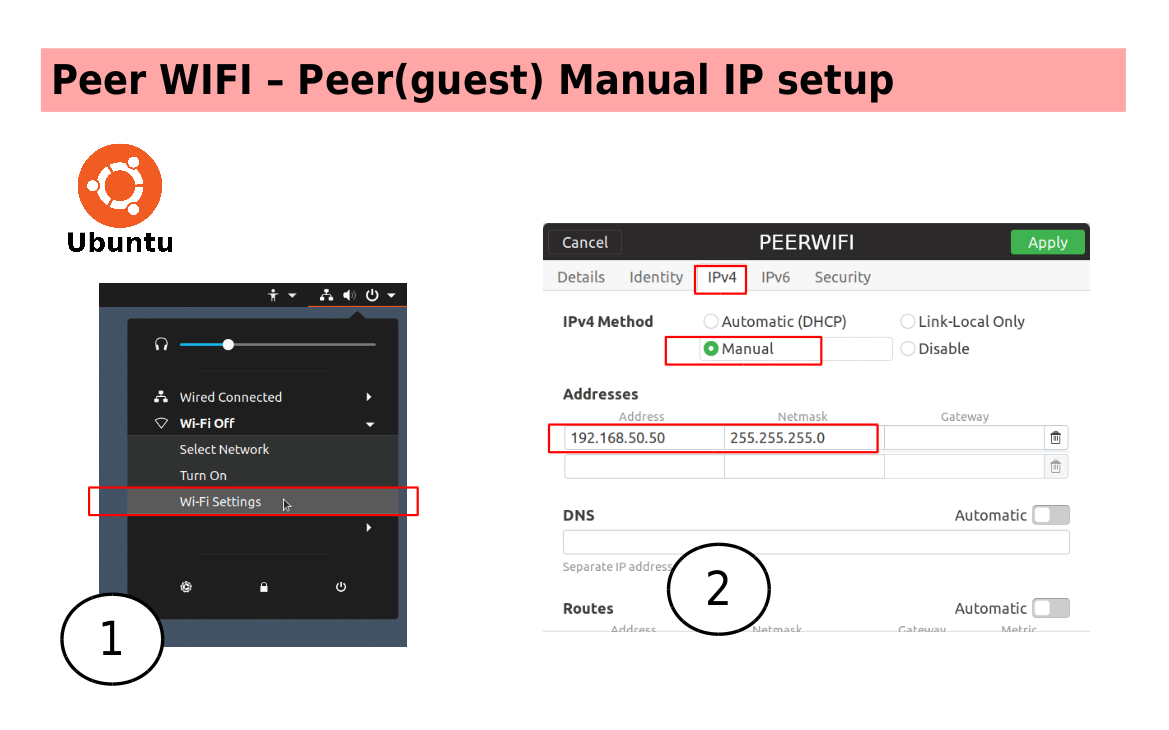 Peer WIFI – Peer(guest) Manual IP setup
Ubuntu
Wired Connected
Wi-Fi Off
Select Network
Turn On
Wi-Fi Settings
1
Cancel PEERWIFI Apply
Details Identity IPv4 IPv6 Security
IPv4 Method Automatic (DHCP) Link-Local Only
Manual Disable
Addresses
Address Netmask Gateway
192.168.50.50 255.255.255.0
DNS Automatic
Separate IP address
2
Routes Automatic
Address Netmask Gateway Metric